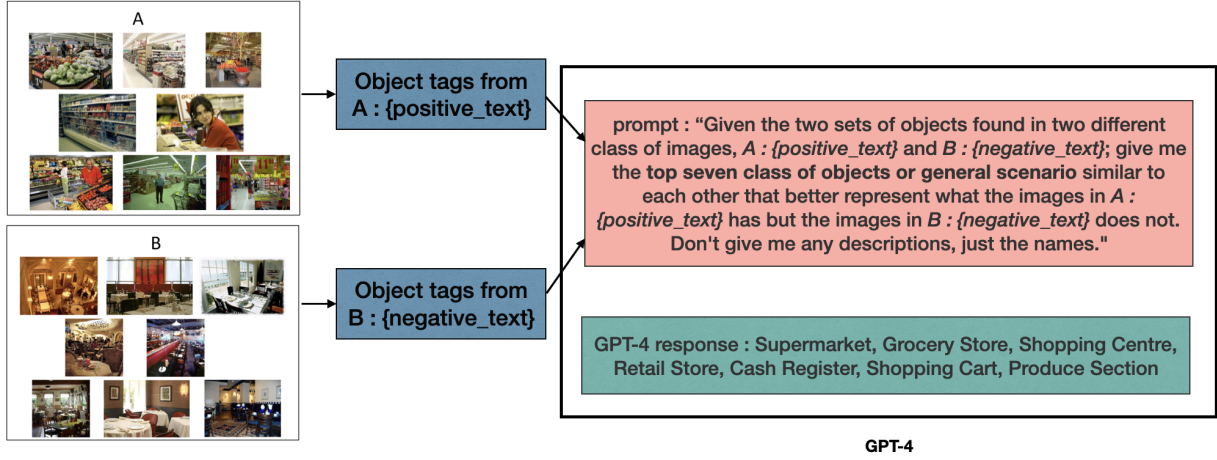 A
Object tags from
A : {positive_text}
prompt : “Given the two sets of objects found in two different
class of images, A : {positive_text} and B : {negative_text}; give me
the top seven class of objects or general scenario similar to
each other that better represent what the images in A :
{positive_text} has but the images in B : {negative_text} does not.
Don't give me any descriptions, just the names."
B
Object tags from
B : {negative_text}
GPT-4 response : Supermarket, Grocery Store, Shopping Centre,
Retail Store, Cash Register, Shopping Cart, Produce Section
GPT-4